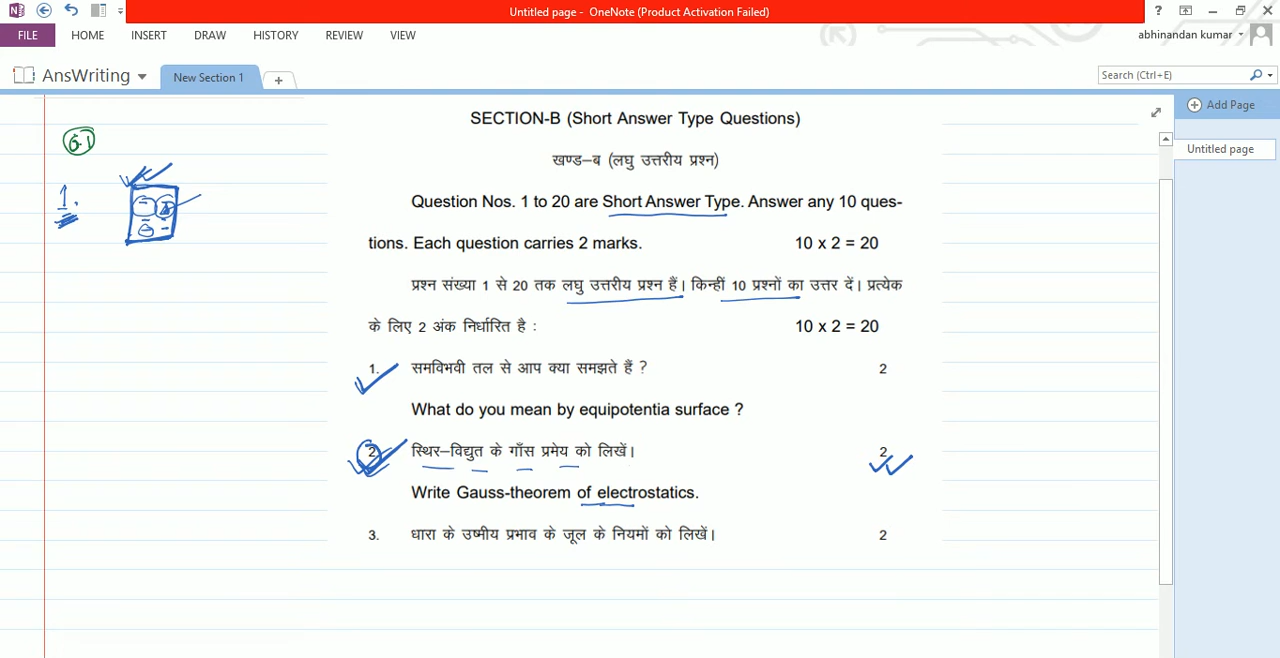 Untitled page - OneNote (Product Activation Failed)
FILE HOME INSERT DRAW HISTORY REVIEW VIEW
abhinandan kumar
AnsWriting New Section 1
Search (Ctrl+E)
Add Page
Untitled page
SECTION-B (Short Answer Type Questions)
खण्ड–ब (लघु उत्तरीय प्रश्न)
Question Nos. 1 to 20 are Short Answer Type. Answer any 10 ques-
tions. Each question carries 2 marks. 10 x 2 = 20
प्रश्न संख्या 1 से 20 तक लघु उत्तरीय प्रश्न हैं। किन्हीं 10 प्रश्नों का उत्तर दें। प्रत्येक
के लिए 2 अंक निर्धारित है : 10 x 2 = 20
1. समविभवी तल से आप क्या समझते हैं ? 2
What do you mean by equipotentia surface ?
2. स्थिर–विद्युत के गॉस प्रमेय को लिखें। 2
Write Gauss-theorem of electrostatics.
3. धारा के उष्मीय प्रभाव के जूल के नियमों को लिखें। 2
1.